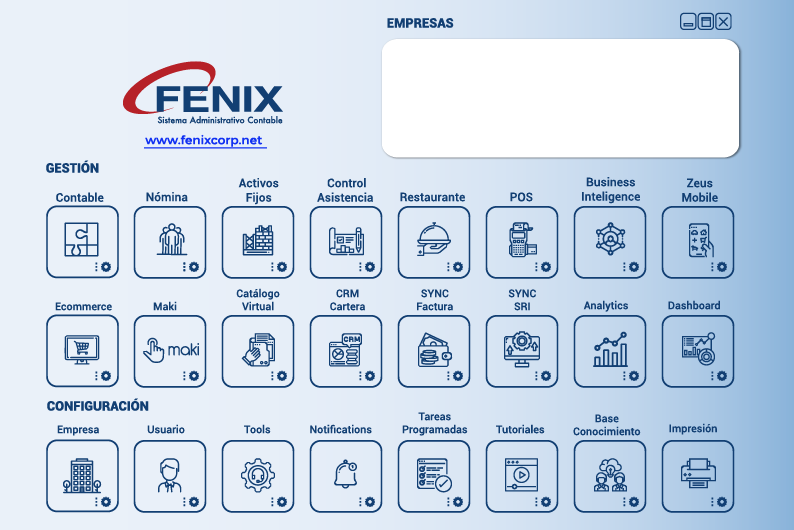 EMPRESAS
FENIX
Sistema Administrativo Contable
www.fenixcorp.net
GESTIÓN
Contable
Nómina
Activos
Fijos
Control
Asistencia
Restaurante
POS
Business
Inteligence
Zeus
Mobile
Ecommerce
Maki
maki
Catálogo
Virtual
CRM
Cartera
CRM
SYNC
Factura
SYNC
SRI
Analytics
Dashboard
CONFIGURACIÓN
Empresa
Usuario
Tools
Notifications
Tareas
Programadas
Tutoriales
Base
Conocimiento
Impresión